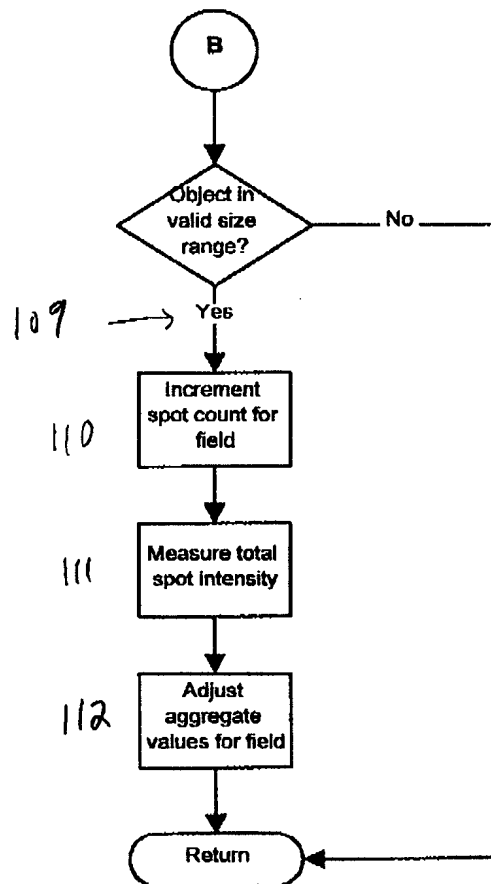 B
Object in
valid size
range?
No
109
Yes
Increment
spot count for
field
110
Measure total
spot intensity
111
Adjust
aggregate
values for field
112
Return